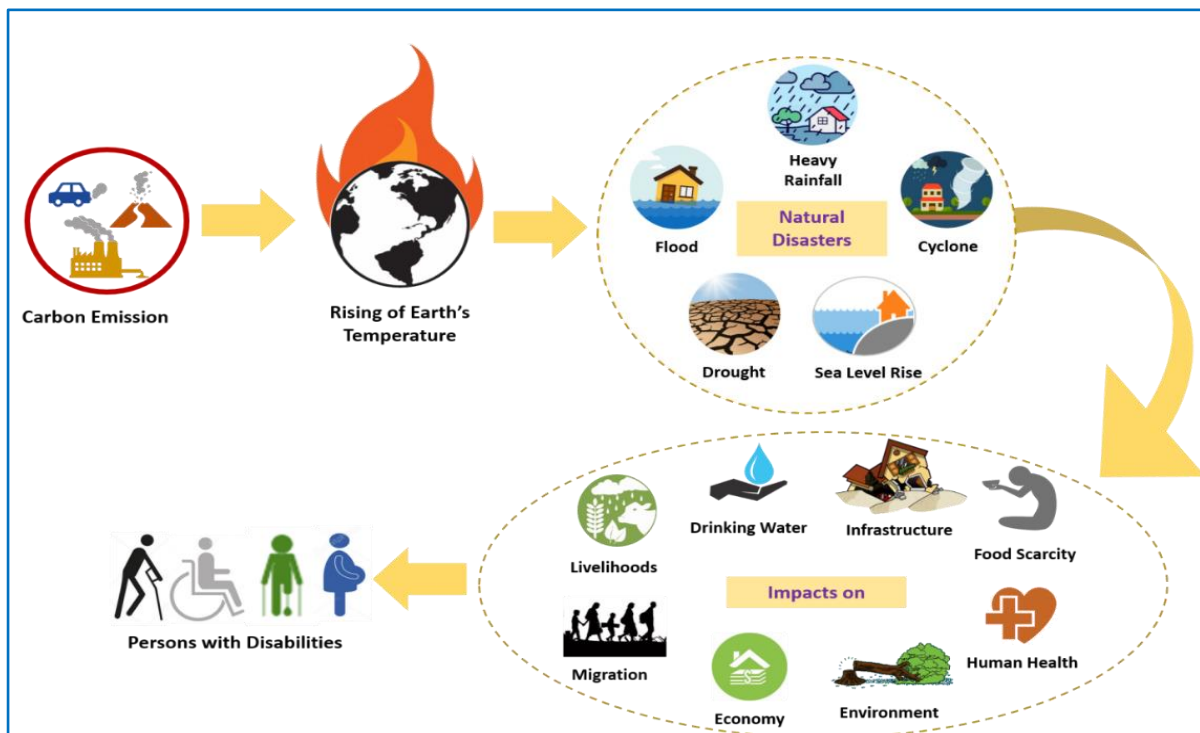 Carbon Emission
Rising of Earth's
Temperature
Heavy
Rainfall
Flood
Natural
Disasters
Cyclone
Drought
Sea Level Rise
Livelihoods
Drinking Water
Infrastructure
Food Scarcity
Impacts on
Migration
Economy
Environment
Human Health
Persons with Disabilities